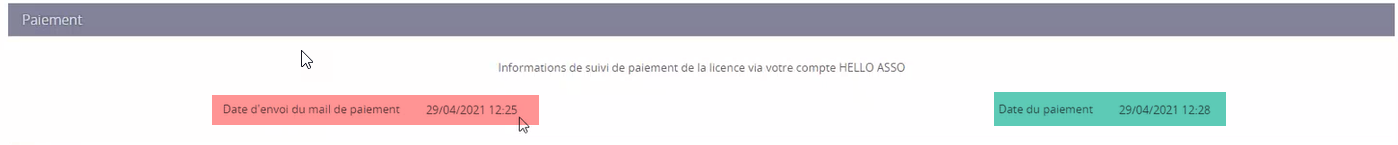 Paiement
Informations de suivi de paiement de la licence via votre compte HELLO ASSO
Date d'envoi du mail de paiement 29/04/2021 12:25 Date du paiement 29/04/2021 12:28